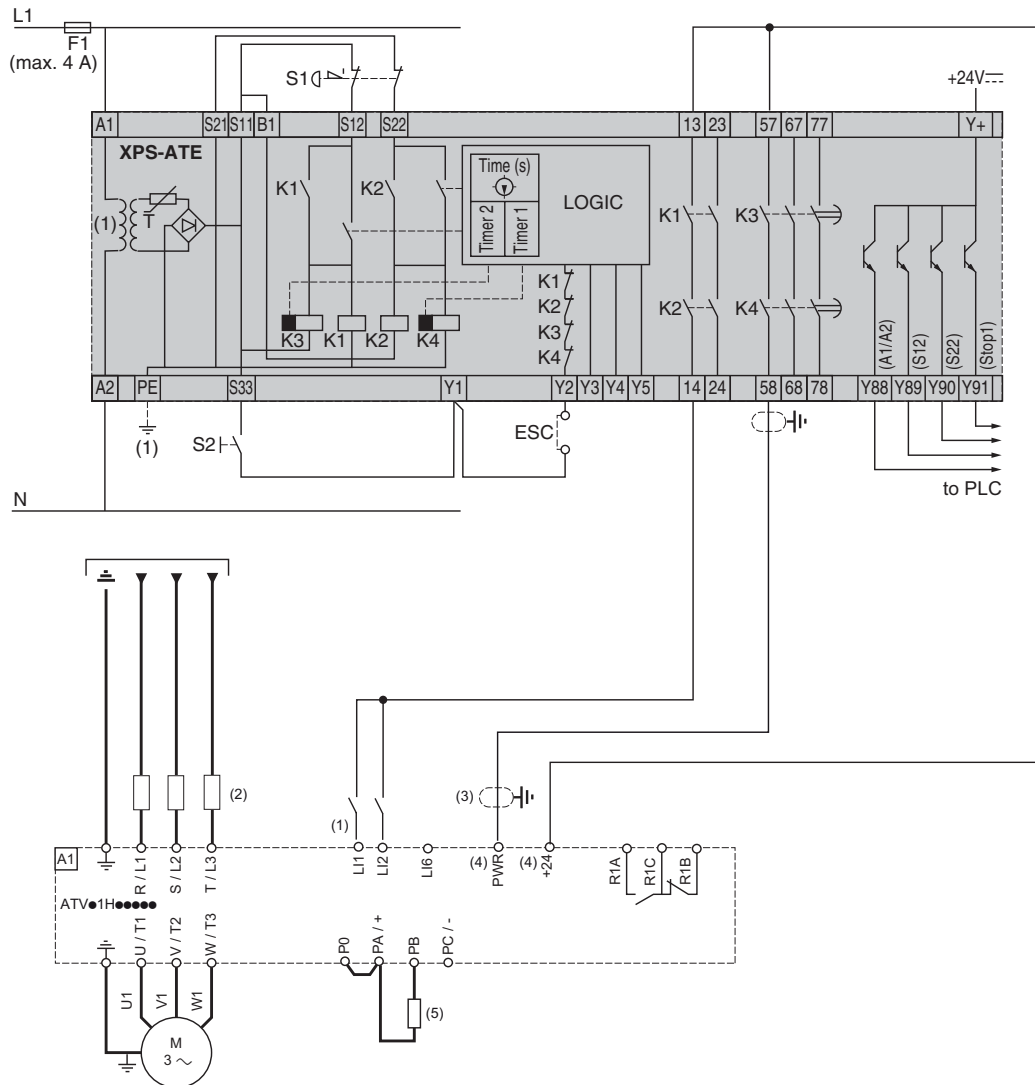 L1
F1
(max. 4 A)
S1
+24V
A1 S21 S11 B1 S12 S22 13 23 57 67 77 Y+
XPS-ATE
(1) T
K1 K2
Time (s)
Timer 2 Timer 1
LOGIC
K1 K3
K1
K2
K3
K4
K2 K4
K3 K1 K2 K4
(A1/A2) (S12) (S22) (Stop1)
A2 PE S33 Y1 Y2 Y3 Y4 Y5 14 24 58 68 78 Y88 Y89 Y90 Y91
(1)
S2
ESC
to PLC
N
(2)
(3)
(1)
(4) (4)
A1
R / L1 S / L2 T / L3 LI1 LI2 LI6 PWR +24 R1A R1C R1B
ATV●1H●●●●●
U / T1 V / T2 W / T3 P0 PA / + PB PC / -
U1 V1 W1
(5)
M
3 ~